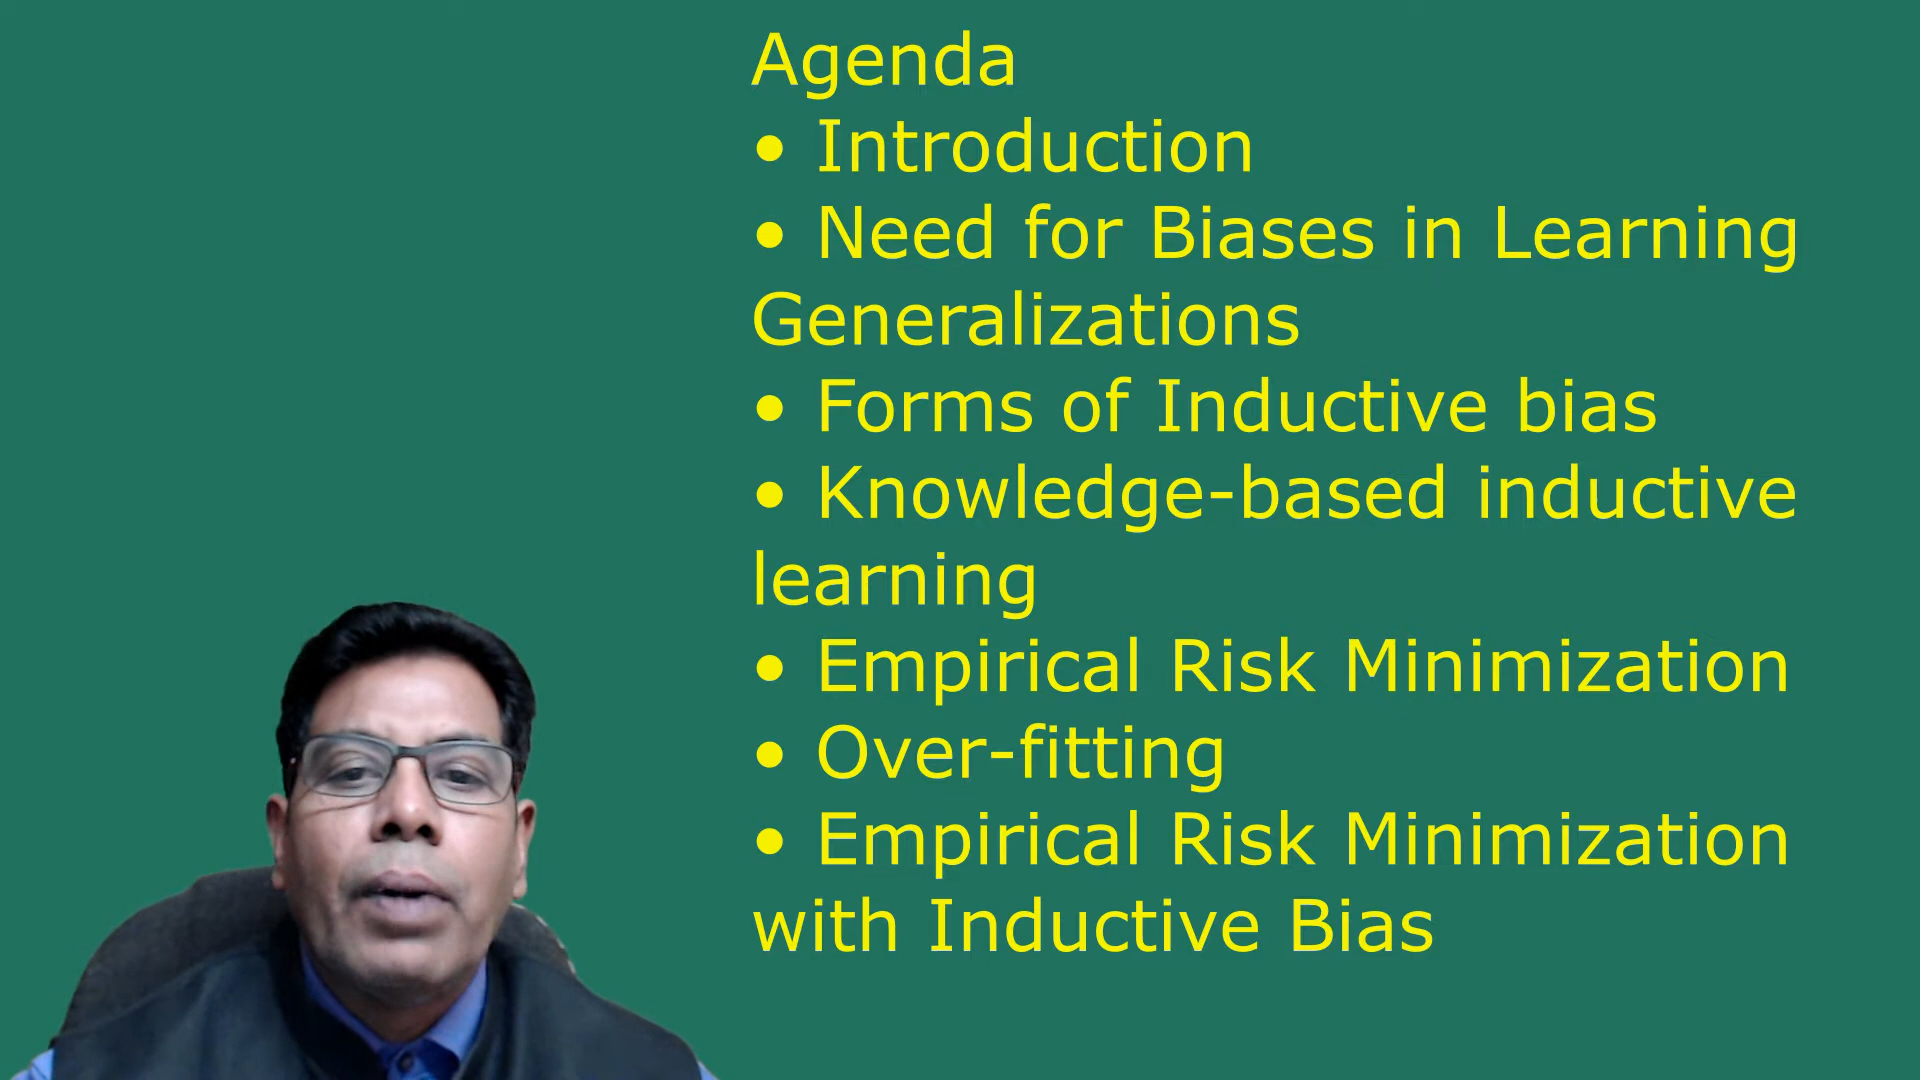 Agenda
• Introduction
• Need for Biases in Learning
Generalizations
• Forms of Inductive bias
• Knowledge-based inductive
learning
• Empirical Risk Minimization
• Over-fitting
• Empirical Risk Minimization
with Inductive Bias